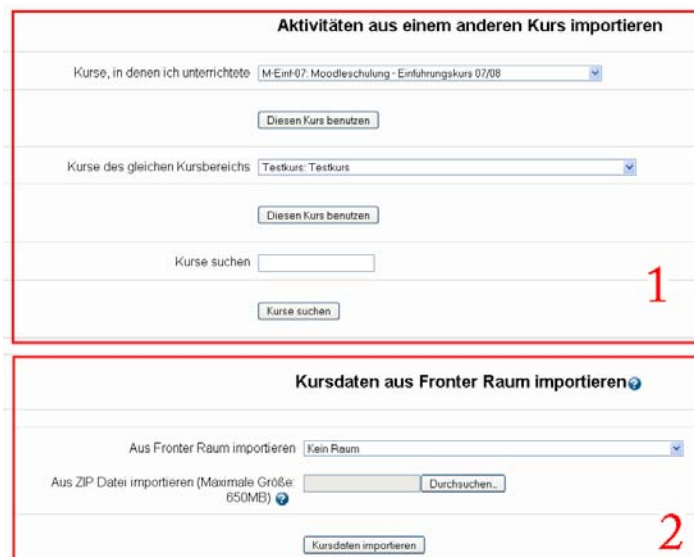 Aktivitäten aus einem anderen Kurs importieren
Kurse, in denen ich unterrichtete M-Einf-07: Moodleschulung - Einführungskurs 07/08
Diesen Kurs benutzen
Kurse des gleichen Kursbereichs Testkurs: Testkurs
Diesen Kurs benutzen
Kurse suchen
1
Kurse suchen
Kursdaten aus Fronter Raum importieren
Aus Fronter Raum importieren Kein Raum
Aus ZIP Datei importieren (Maximale Größe: Durchsuchen...
650MB)
Kursdaten importieren
2